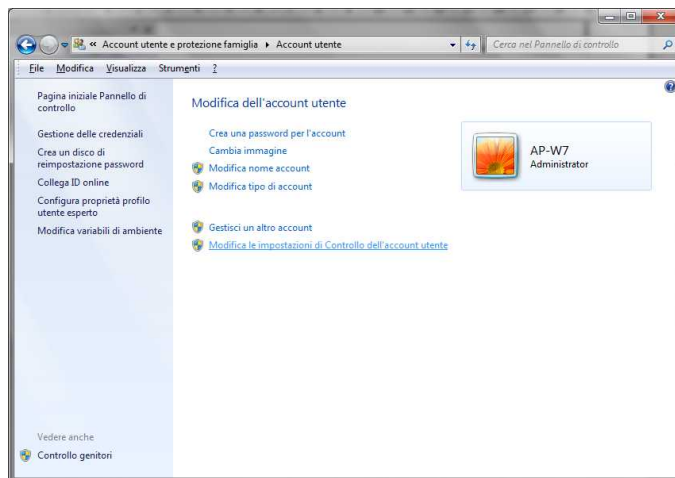 « Account utente e protezione famiglia ▸ Account utente
Cerca nel Pannello di controllo
File Modifica Visualizza Strumenti ?
Pagina iniziale Pannello di
controllo
Gestione delle credenziali
Crea un disco di
reimpostazione password
Collega ID online
Configura proprietà profilo
utente esperto
Modifica variabili di ambiente
Vedere anche
Controllo genitori
Modifica dell'account utente
Crea una password per l'account
Cambia immagine
Modifica nome account
Modifica tipo di account
Gestisci un altro account
Modifica le impostazioni di Controllo dell'account utente
AP-W7
Administrator